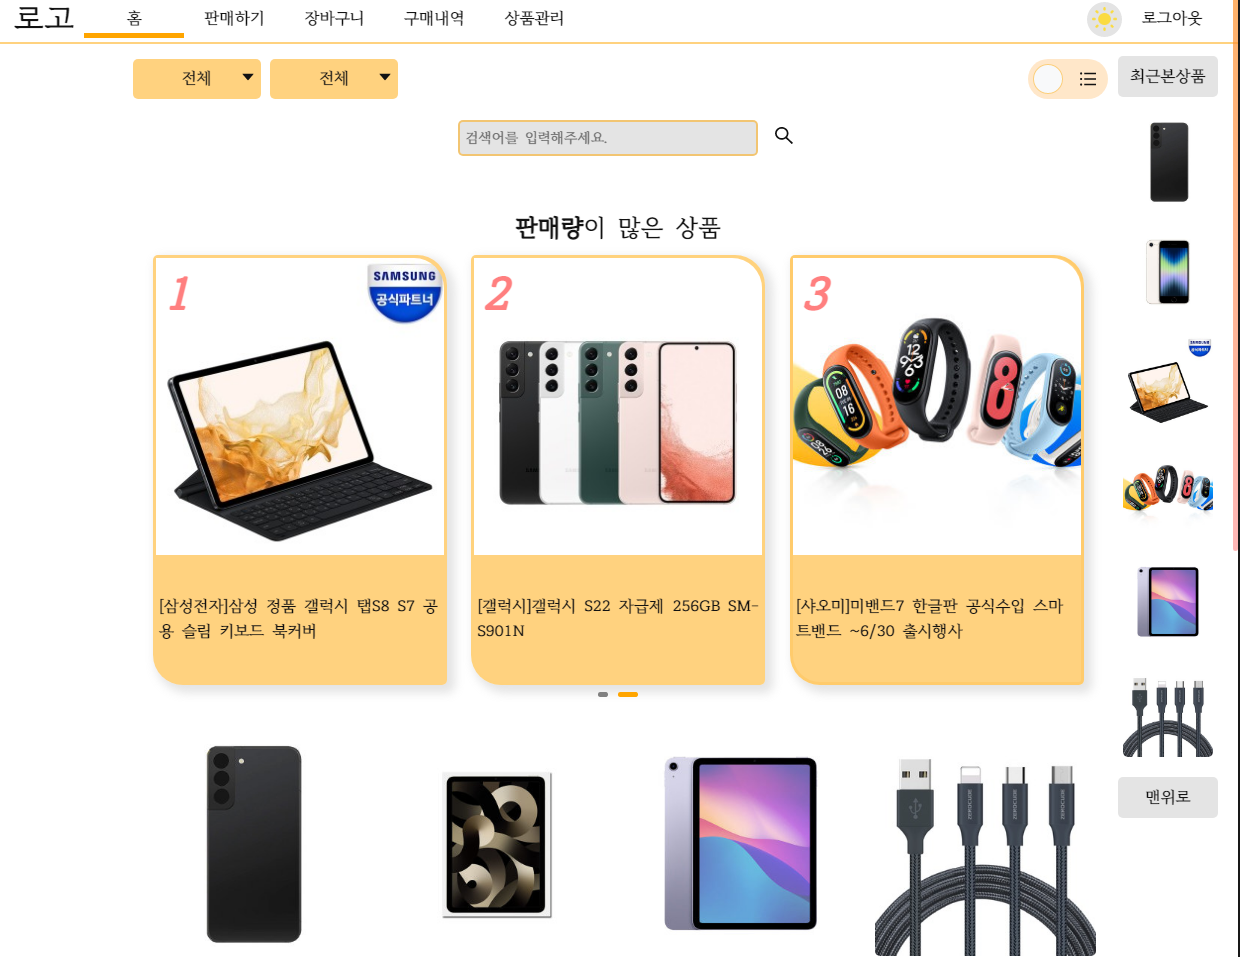 로고 홈 판매하기 장바구니 구매내역 상품관리 로그아웃
전체 전체 최근본상품
검색어를 입력해주세요.
판매량이 많은 상품
1 2 3
SAMSUNG
공식파트너
[삼성전자]삼성 정품 갤럭시 탭S8 S7 공
용 슬림 키보드 북커버
[갤럭시]갤럭시 S22 자급제 256GB SM-
S901N
[샤오미]미밴드7 한글판 공식수입 스마
트밴드 ~6/30 출시행사
맨위로